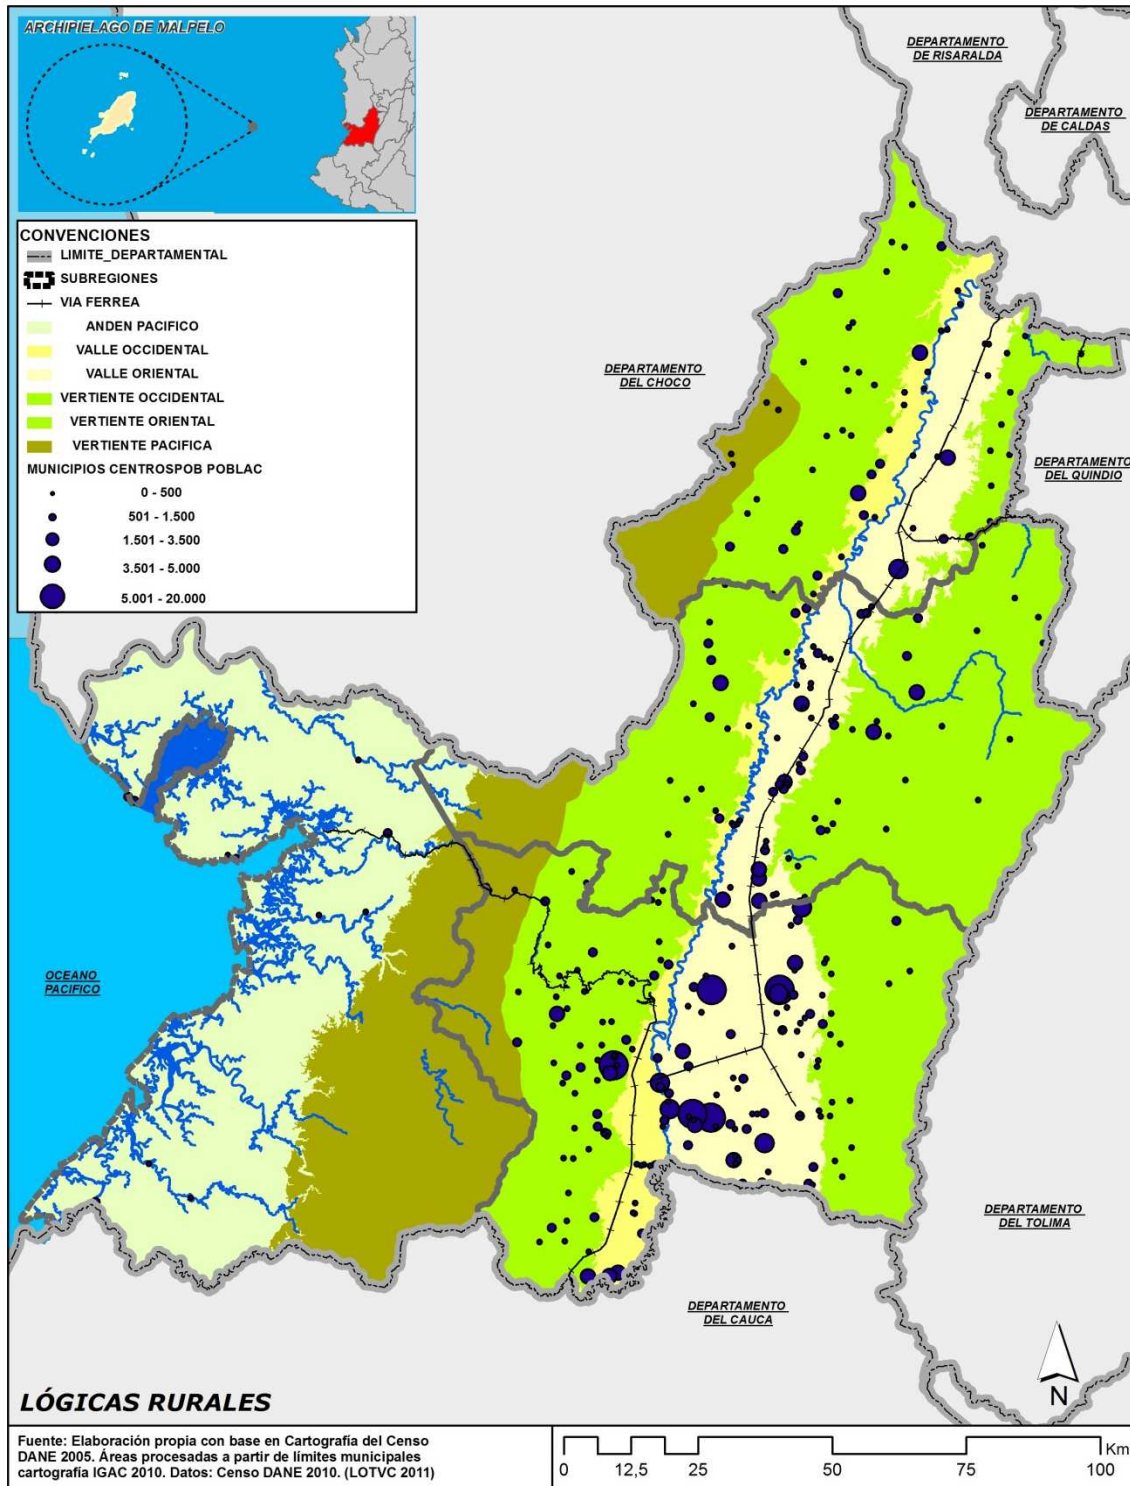 ARCHIPIELAGO DE MALPELO
DEPARTAMENTO
DE RISARALDA
DEPARTAMENTO
DE CALDAS
CONVENCIONES
LIMITE_DEPARTAMENTAL
SUBREGIONES
VIA FERREA
ANDEN PACIFICO
VALLE OCCIDENTAL
VALLE ORIENTAL
VERTIENTE OCCIDENTAL
VERTIENTE ORIENTAL
VERTIENTE PACIFICA
MUNICIPIOS CENTROSPOB POBLAC
0 - 500
501 - 1.500
1.501 - 3.500
3.501 - 5.000
5.001 - 20.000
DEPARTAMENTO
DEL CHOCO
DEPARTAMENTO
DEL QUINDIO
OCEANO
PACIFICO
DEPARTAMENTO
DEL TOLIMA
DEPARTAMENTO
DEL CAUCA
N
LÓGICAS RURALES
Fuente: Elaboración propia con base en Cartografía del Censo
DANE 2005. Áreas procesadas a partir de límites municipales
cartografía IGAC 2010. Datos: Censo DANE 2010. (LOTVC 2011)
Km
0 12,5 25 50 75 100